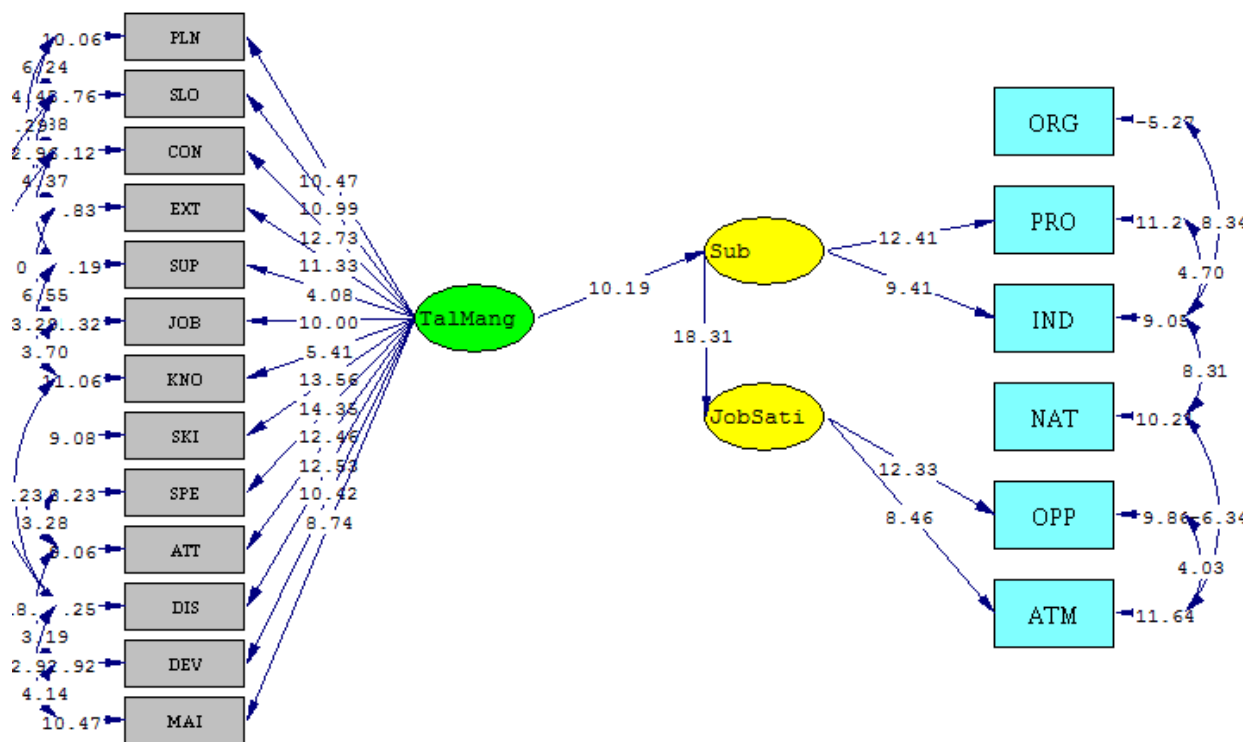 10.06
PLN
6.24
SLO
CON
4.37
10.47
10.99
ORG
-5.27
EXT
12.73
PRO
11.2
8.34
11.33
Sub
12.41
SUP
4.08
10.19
9.41
4.70
6.55
JOB
10.00
TalMang
IND
9.05
3.70
5.41
18.31
11.06
KNO
13.56
8.31
14.35
JobSati
NAT
SKI
9.08
12.46
12.53
12.33
SPE
10.42
3.28
8.74
8.46
OPP
9.86
-6.34
ATT
4.03
DIS
ATM
11.64
3.19
DEV
4.14
10.47
MAI